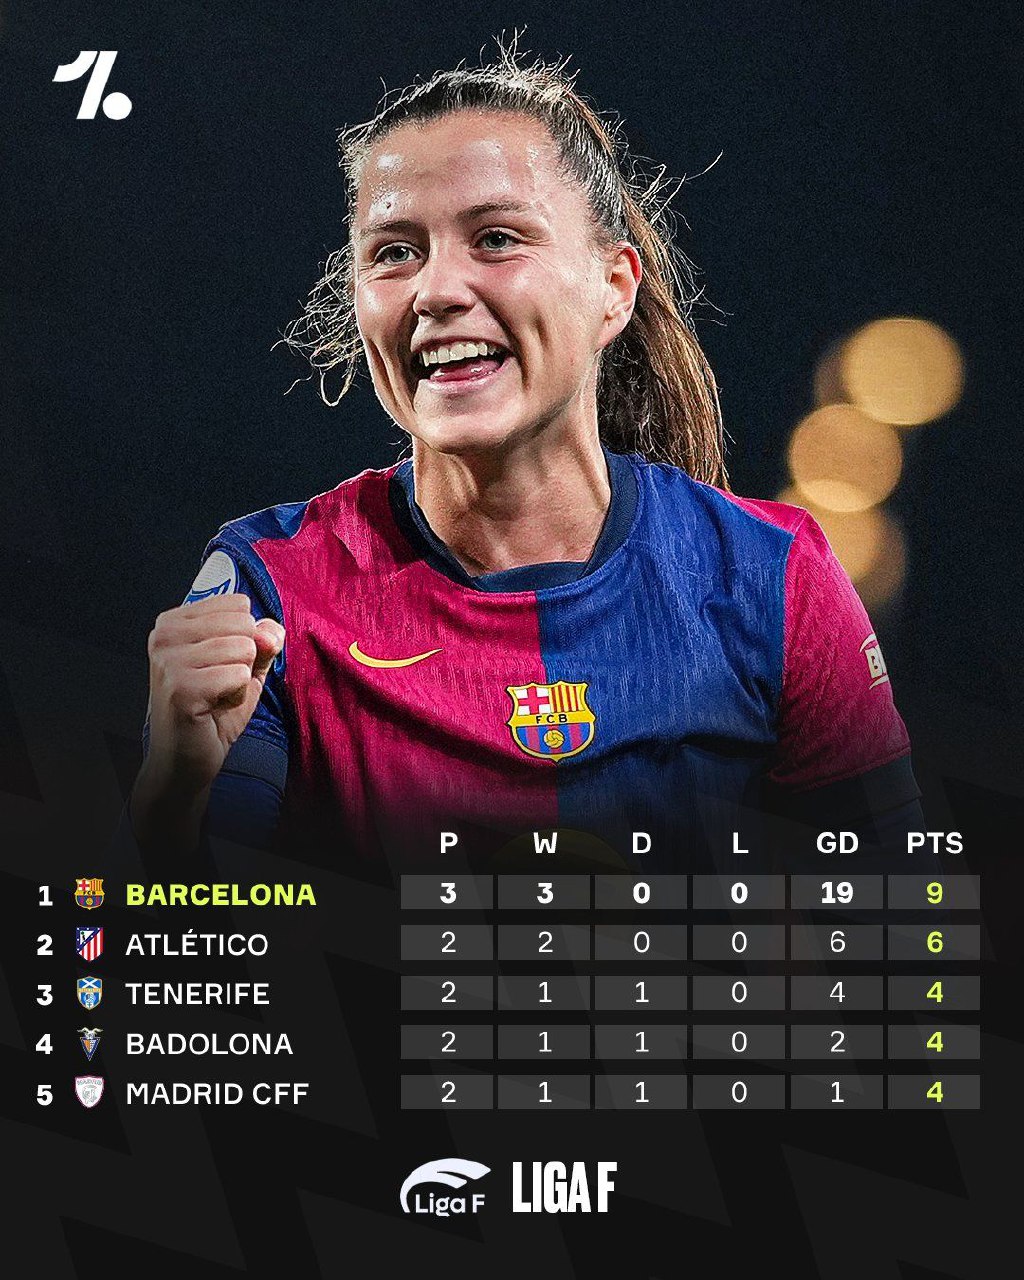 1.
FCB
P W D L GD PTS
1 BARCELONA 3 3 0 0 19 9
2 ATLÉTICO 2 2 0 0 6 6
3 TENERIFE 2 1 1 0 4 4
4 BADOLONA 2 1 1 0 2 4
5 MADRID CFF 2 1 1 0 1 4
Liga F LIGA F